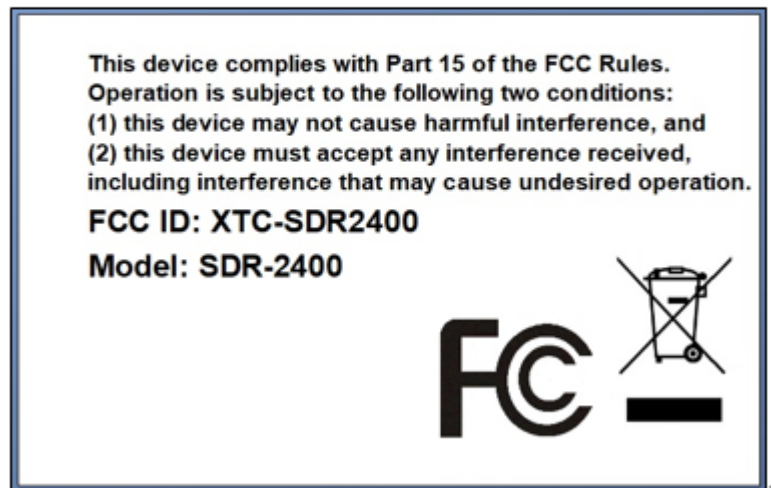 This device complies with Part 15 of the FCC Rules.
Operation is subject to the following two conditions:
(1) this device may not cause harmful interference, and
(2) this device must accept any interference received,
including interference that may cause undesired operation.
FCC ID: XTC-SDR2400
Model: SDR-2400
FCC